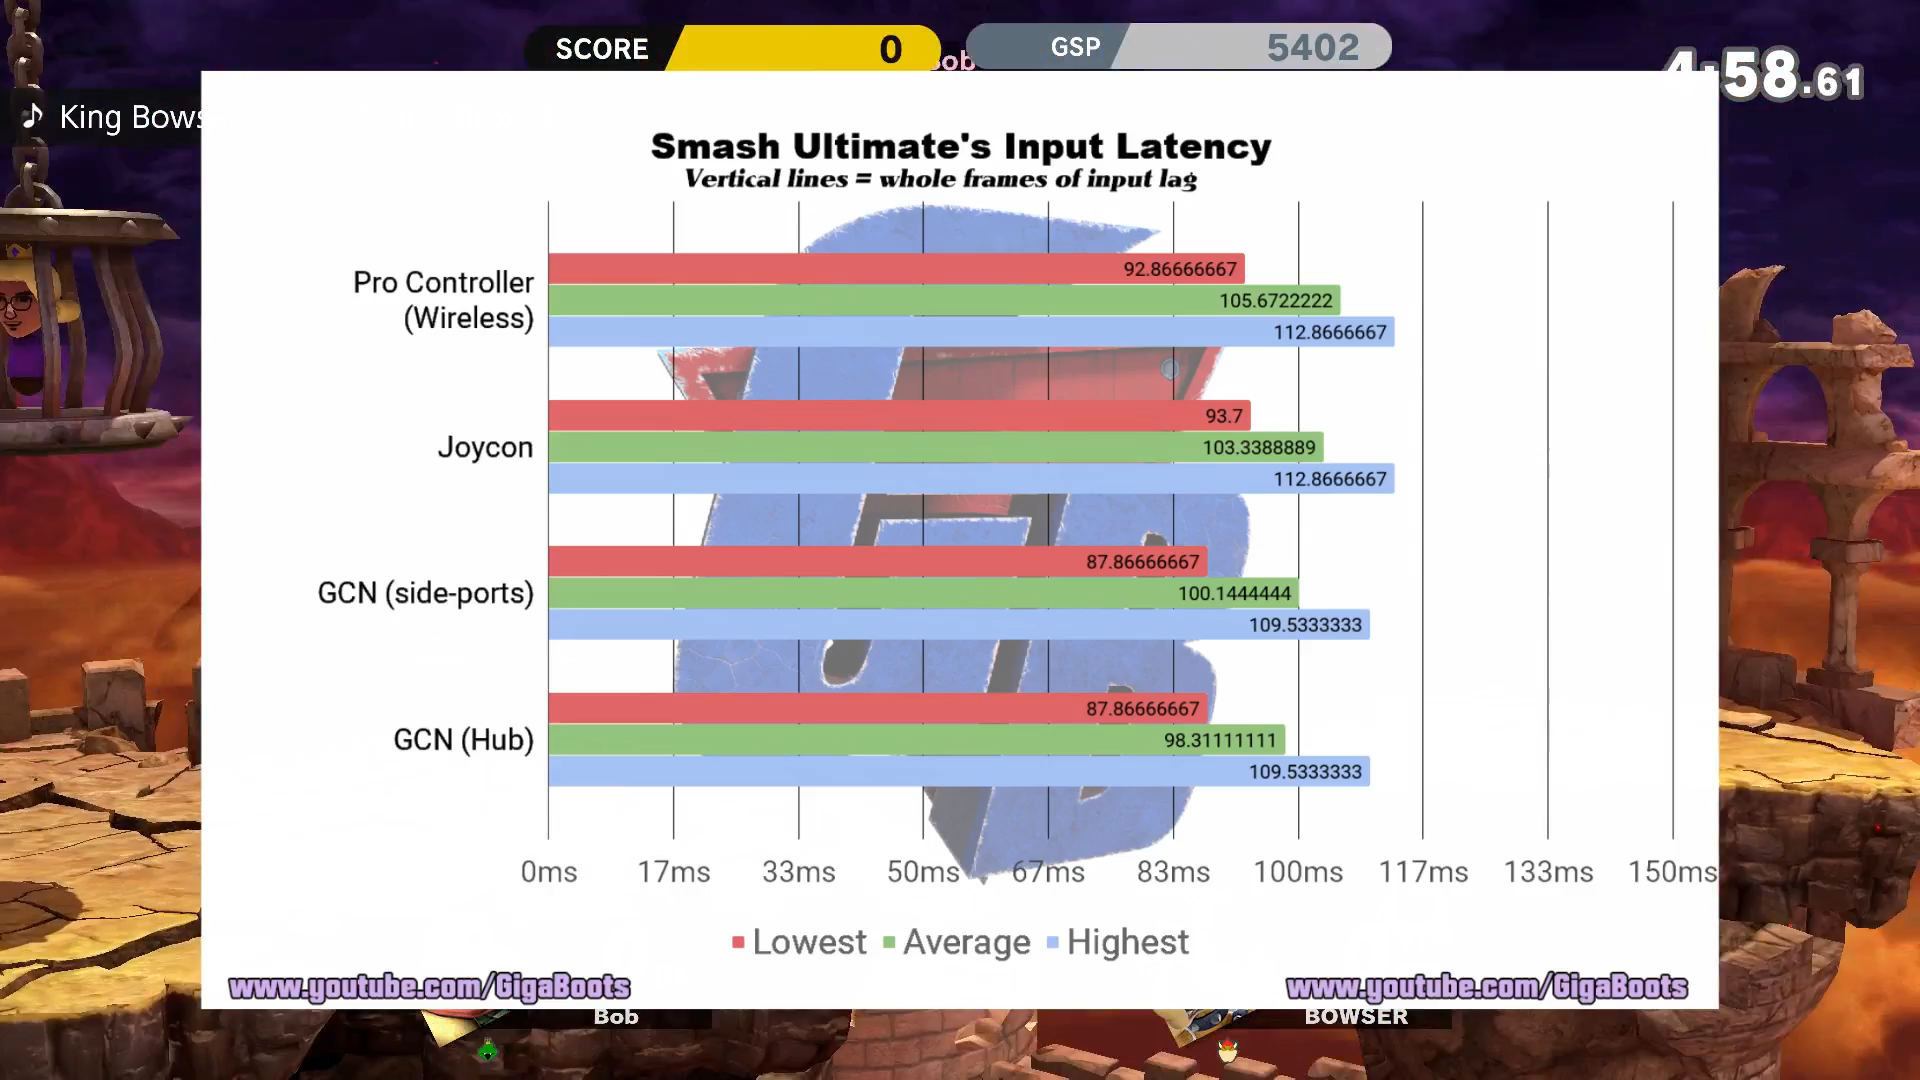 SCORE 0
GSP 5402
4:58.61
♪ King Bows
Smash Ultimate's Input Latency
Vertical lines = whole frames of input lag
Pro Controller
(Wireless)
92.86666667
105.6722222
112.8666667
Joycon
93.7
103.3388889
112.8666667
GCN (side-ports)
87.86666667
100.1444444
109.5333333
GCN (Hub)
87.86666667
98.31111111
109.5333333
0ms 17ms 33ms 50ms 67ms 83ms 100ms 117ms 133ms 150ms
Lowest Average Highest
www.youtube.com/GigaBoots
www.youtube.com/GigaBoots
Bob
BOWSER